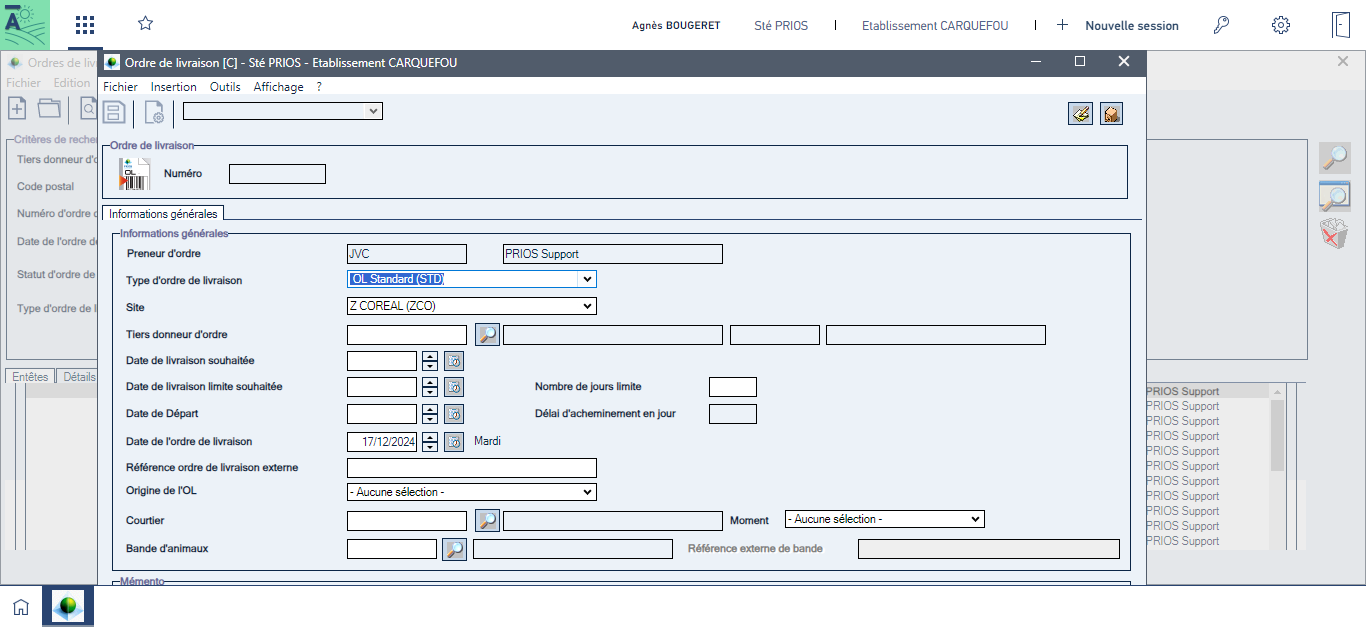 Agnès BOUGERET Sté PRIOS Etablissement CARQUEFOU Nouvelle session
Ordres de liv
Ordre de livraison [C] - Sté PRIOS - Etablissement CARQUEFOU
Fichier Edition
Fichier Insertion Outils Affichage ?
Critères de recher
Tiers donneur d'o
Code postal
Numéro d'ordre d
Date de l'ordre de
Statut d'ordre de
Type d'ordre de l
Entêtes Détails
Ordre de livraison
OL
Numéro
Informations générales
Informations générales
Preneur d'ordre JVC PRIOS Support
Type d'ordre de livraison OL Standard (STD)
Site Z COREAL (ZCO)
Tiers donneur d'ordre
Date de livraison souhaitée
Date de livraison limite souhaitée Nombre de jours limite
Date de Départ Délai d'acheminement en jour
Date de l'ordre de livraison 17/12/2024 Mardi
Référence ordre de livraison externe
Origine de l'OL - Aucune sélection -
Courtier Moment - Aucune sélection -
Bande d'animaux Référence externe de bande
Mémento
PRIOS Support
PRIOS Support
PRIOS Support
PRIOS Support
PRIOS Support
PRIOS Support
PRIOS Support
PRIOS Support
PRIOS Support
PRIOS Support
PRIOS Support